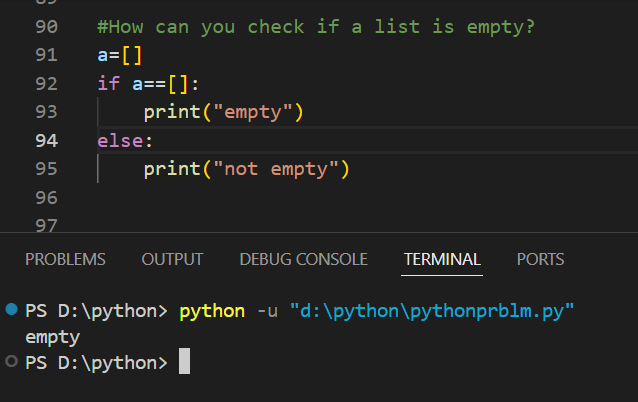 89
90 #How can you check if a list is empty?
91 a=[]
92 if a==[]:
93     print("empty")
94 else:
95     print("not empty")
96
97
PROBLEMS OUTPUT DEBUG CONSOLE TERMINAL PORTS
PS D:\python> python -u "d:\python\pythonprblm.py"
empty
PS D:\python>